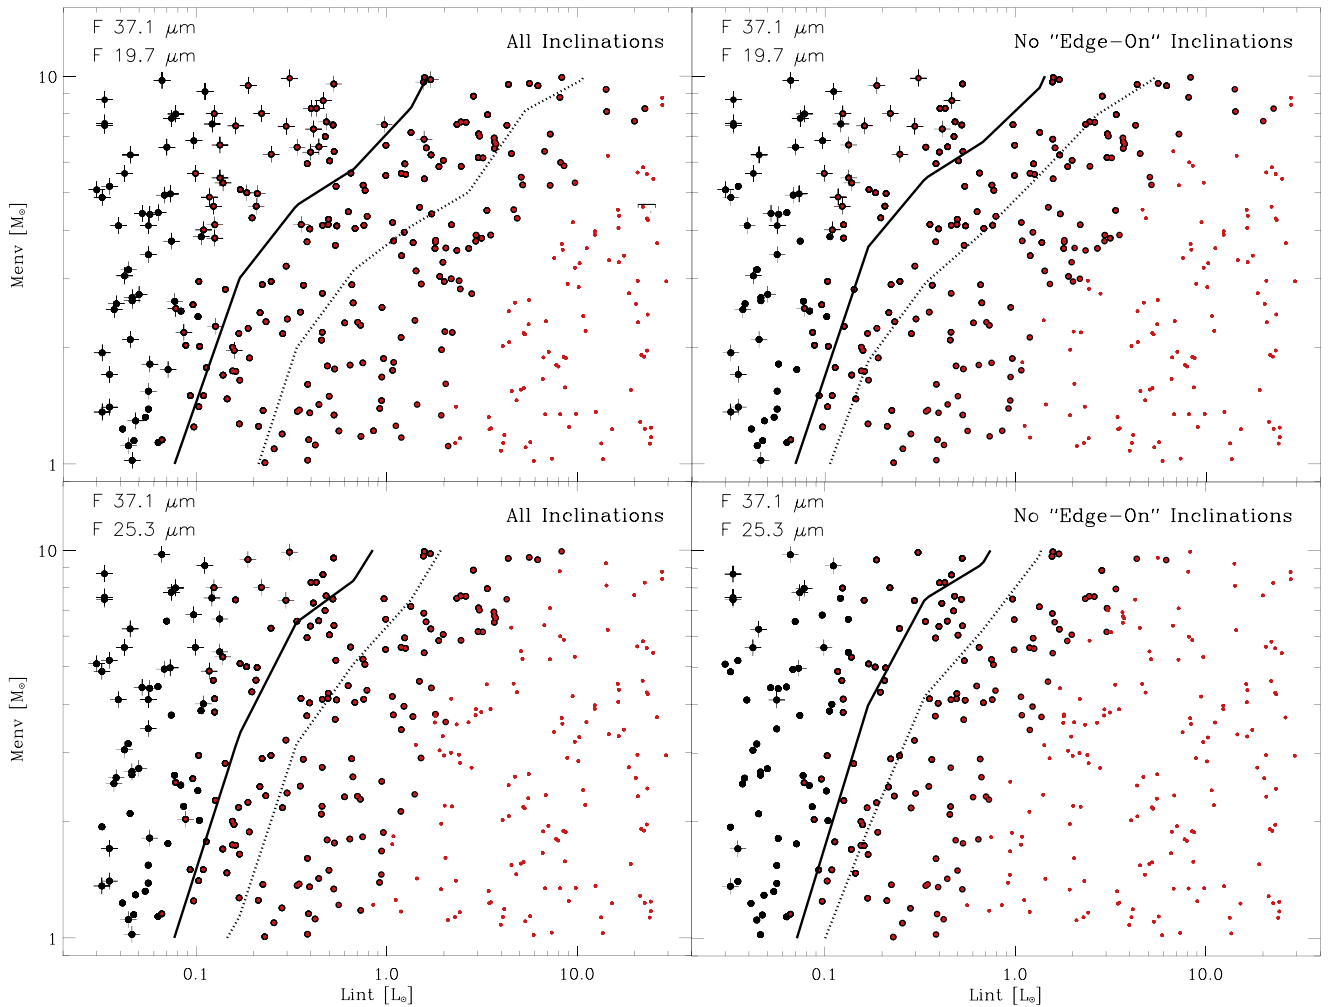 F 37.1 μm
F 19.7 μm
All Inclinations
F 37.1 μm
F 19.7 μm
No "Edge-On" Inclinations
10
Menv [M⊙]
1
F 37.1 μm
F 25.3 μm
All Inclinations
F 37.1 μm
F 25.3 μm
No "Edge-On" Inclinations
10
Menv [M⊙]
1
0.1 1.0 10.0
0.1 1.0 10.0
Lint [L⊙]
Lint [L⊙]